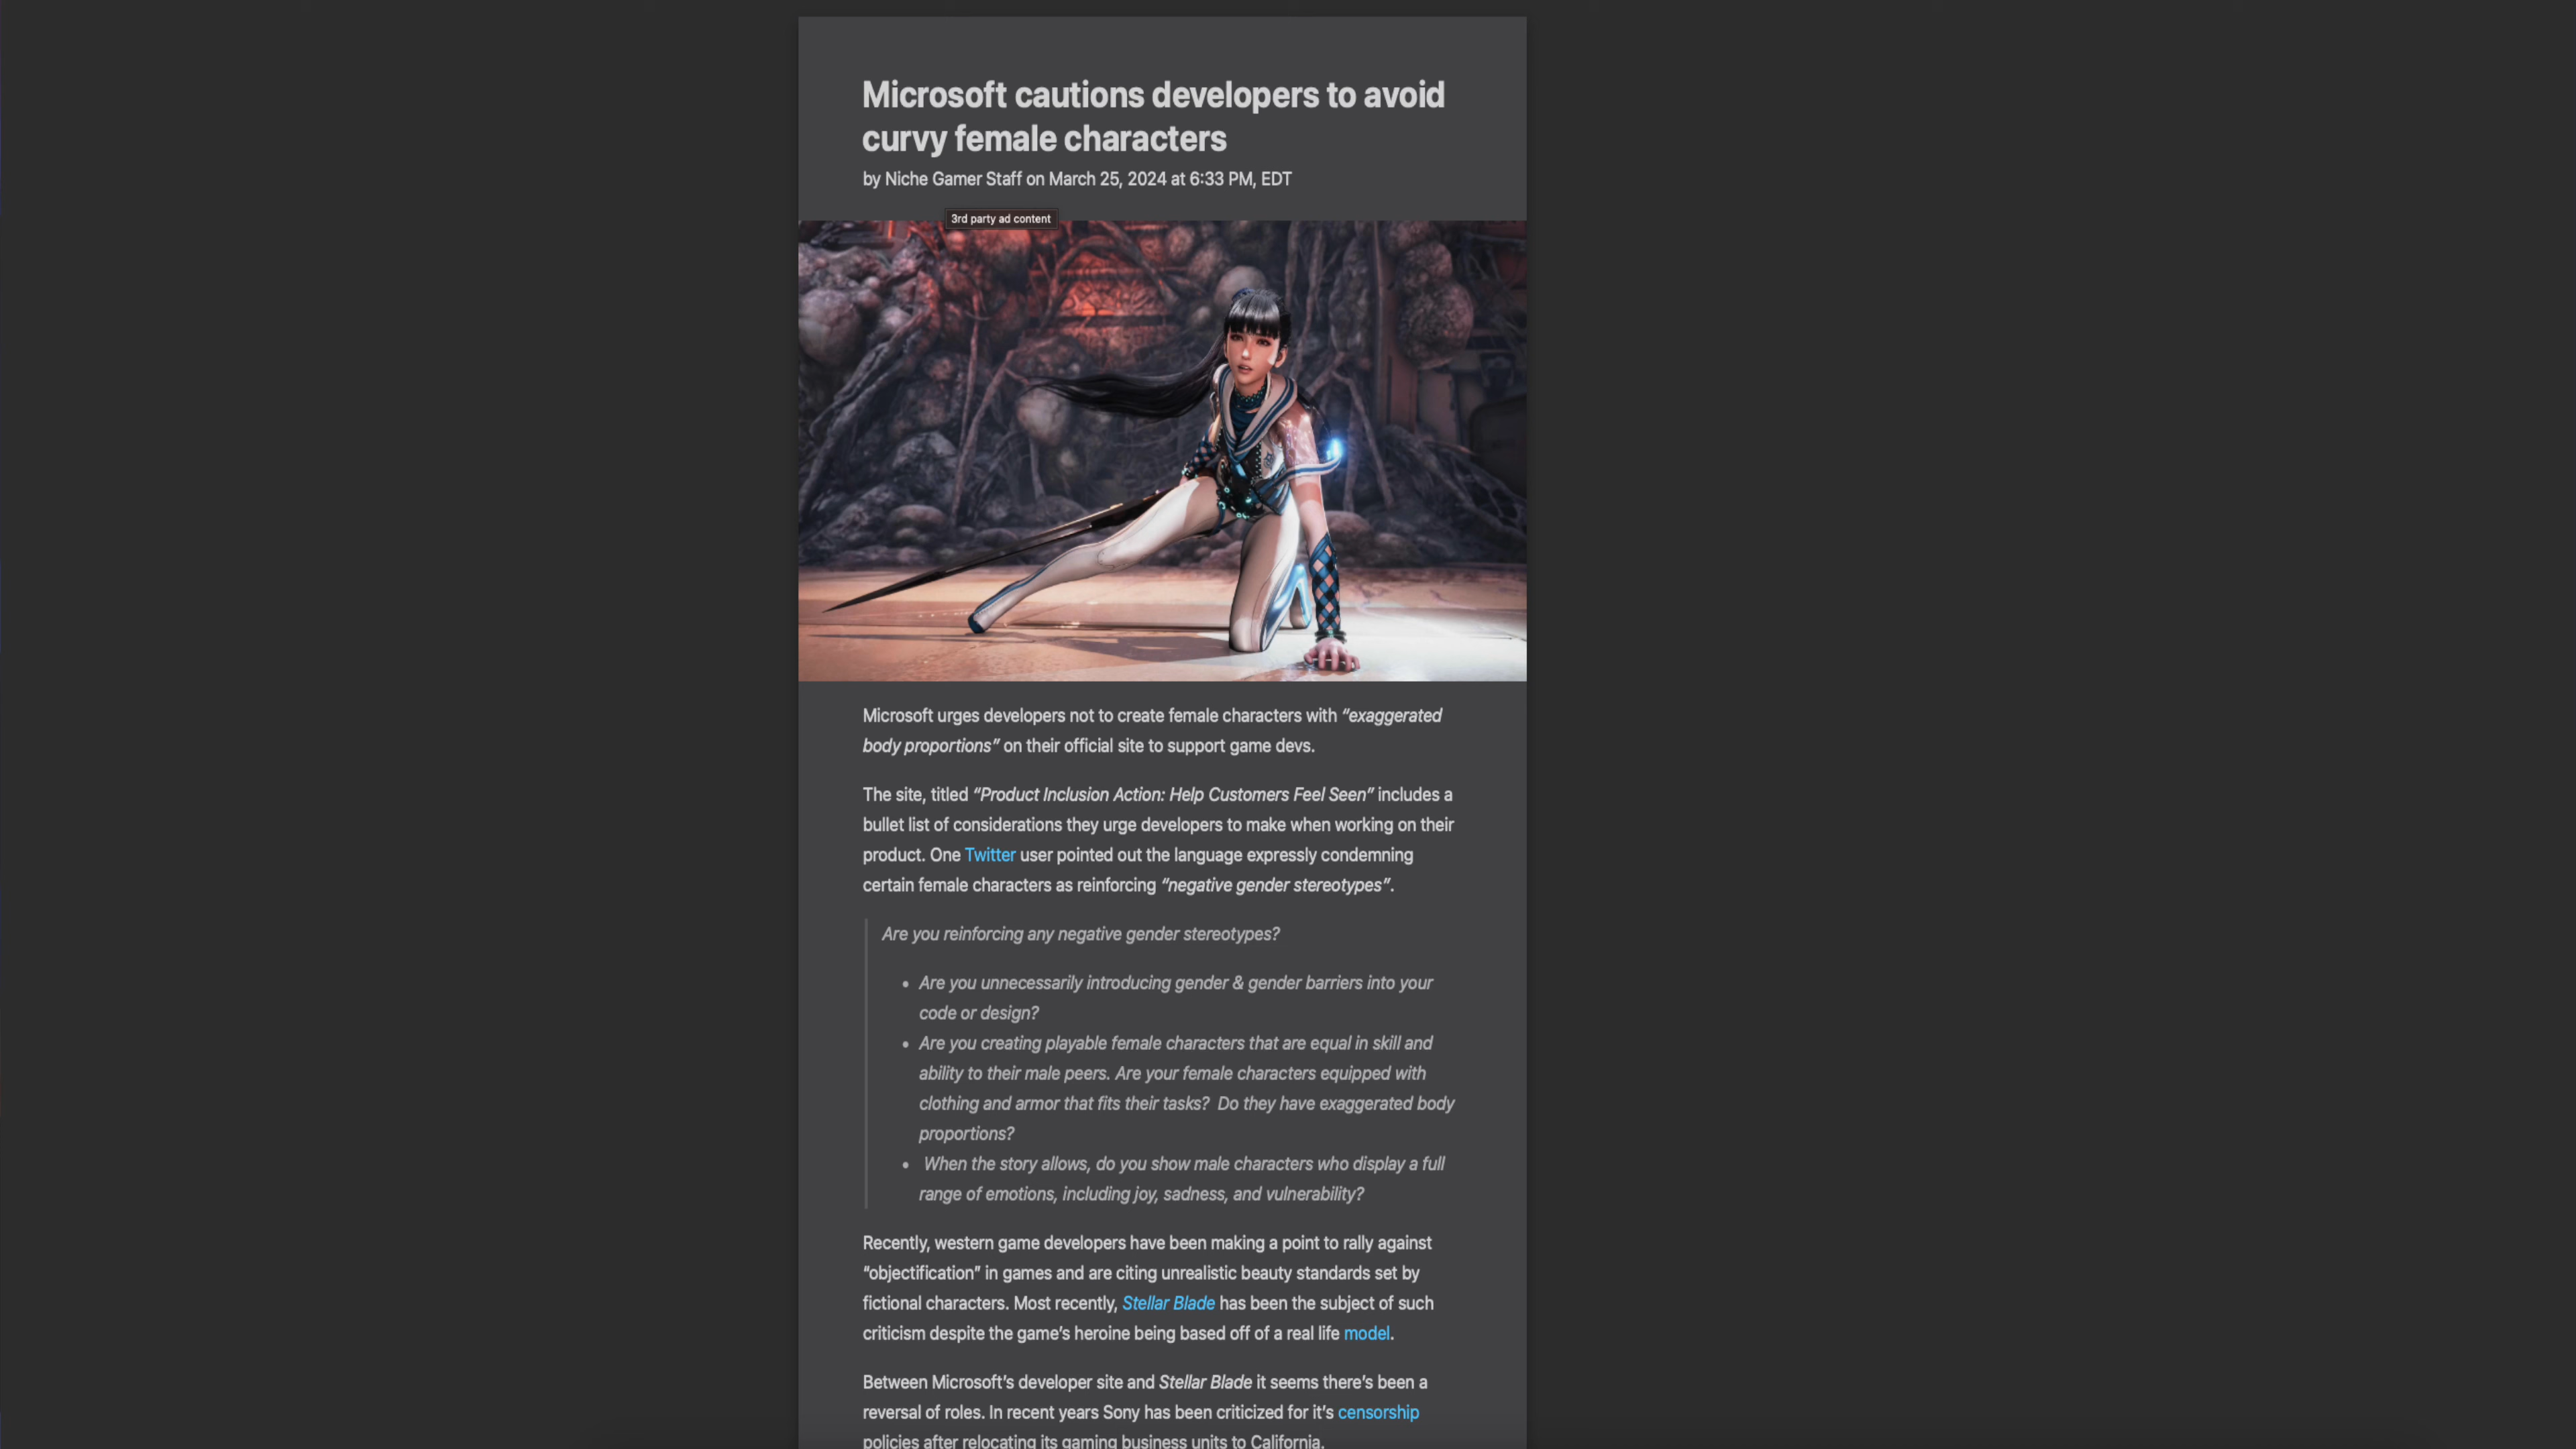 Microsoft cautions developers to avoid
curvy female characters
by Niche Gamer Staff on March 25, 2024 at 6:33 PM, EDT
3rd party ad content
Microsoft urges developers not to create female characters with “exaggerated
body proportions” on their official site to support game devs.
The site, titled “Product Inclusion Action: Help Customers Feel Seen” includes a
bullet list of considerations they urge developers to make when working on their
product. One Twitter user pointed out the language expressly condemning
certain female characters as reinforcing “negative gender stereotypes”.
Are you reinforcing any negative gender stereotypes?
• Are you unnecessarily introducing gender & gender barriers into your
code or design?
• Are you creating playable female characters that are equal in skill and
ability to their male peers. Are your female characters equipped with
clothing and armor that fits their tasks?  Do they have exaggerated body
proportions?
• When the story allows, do you show male characters who display a full
range of emotions, including joy, sadness, and vulnerability?
Recently, western game developers have been making a point to rally against
“objectification” in games and are citing unrealistic beauty standards set by
fictional characters. Most recently, Stellar Blade has been the subject of such
criticism despite the game’s heroine being based off of a real life model.
Between Microsoft’s developer site and Stellar Blade it seems there’s been a
reversal of roles. In recent years Sony has been criticized for it’s censorship
policies after relocating its gaming business units to California.